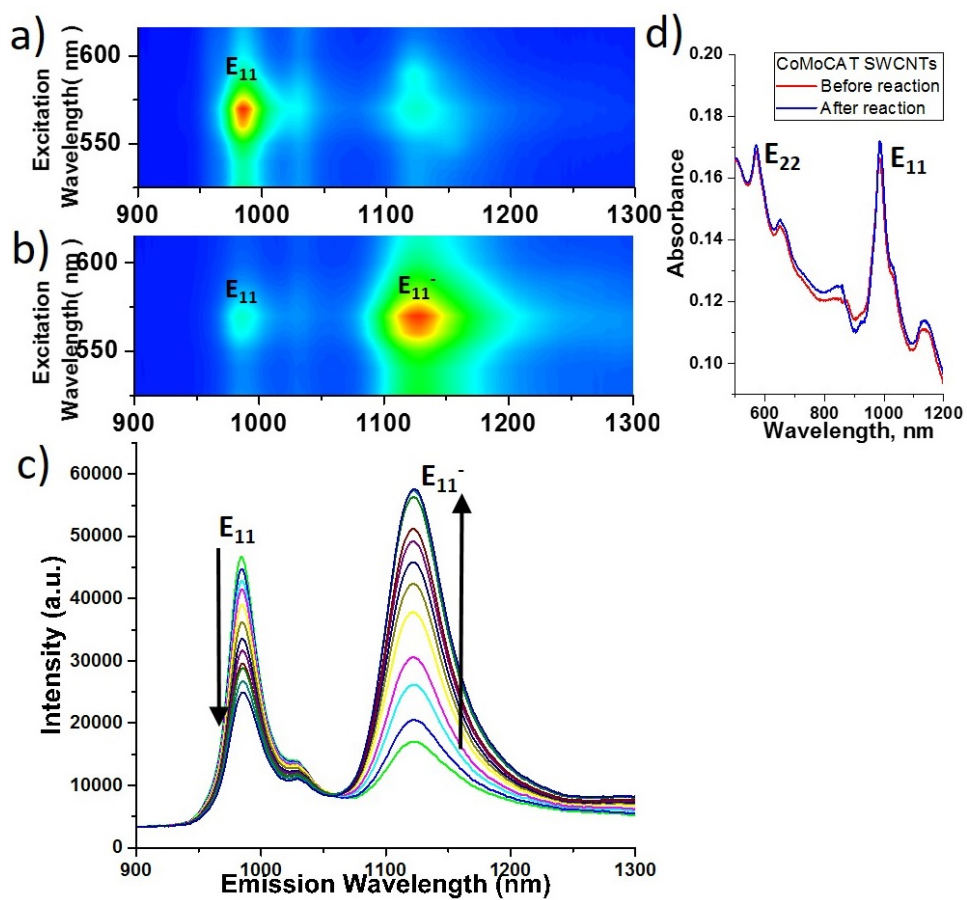 a)
Excitation
Wavelength( nm )
600
550
E11
900 1000 1100 1200 1300
b)
Excitation
Wavelength( nm )
600
550
E11
E11-
900 1000 1100 1200 1300
c)
Intensity (a.u.)
60000
50000
40000
30000
20000
10000
0
E11
E11-
900 1000 1100 1200 1300
Emission Wavelength (nm)
d)
Absorbance
0.20
0.18
0.16
0.14
0.12
0.10
CoMoCAT SWCNTs
Before reaction
After reaction
E22
E11
600 800 1000 1200
Wavelength, nm